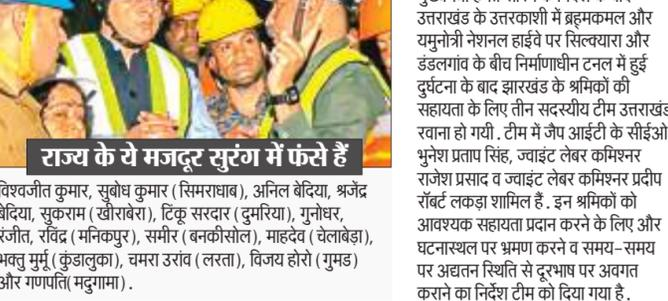 राज्य के ये मजदूर सुरंग में फंसे हैं
विश्वजीत कुमार, सुबोध कुमार (सिमराधाब), अनिल बेदिया, श्रजेंद्र
बेदिया, सुकराम (खीराबेरा), टिंकू सरदार (दुमरिया), गुनोधर,
रंजीत, रविंद्र (मनिकपुर), समीर (बनकीसोल), माहदेव (चेलाबेड़ा),
भक्तु मुर्मू (कुंडालुका), चमरा उरांव (लरता), विजय होरो (गुमड)
और गणपति(मदुगामा).
उत्तराखंड के उत्तरकाशी में ब्रह्मकमल और
यमुनोत्री नेशनल हाईवे पर सिल्क्यारा और
डंडलगांव के बीच निर्माणाधीन टनल में हुई
दुर्घटना के बाद झारखंड के श्रमिकों की
सहायता के लिए तीन सदस्यीय टीम उत्तराखंड
रवाना हो गयी. टीम में जैप आईटी के सीईओ
भुनेश प्रताप सिंह, ज्वाइंट लेबर कमिश्नर
राजेश प्रसाद व ज्वाइंट लेबर कमिश्नर प्रदीप
रॉबर्ट लकड़ा शामिल हैं. इन श्रमिकों को
आवश्यक सहायता प्रदान करने के लिए और
घटनास्थल पर भ्रमण करने व समय-समय
पर अद्यतन स्थिति से दूरभाष पर अवगत
कराने का निर्देश टीम को दिया गया है.